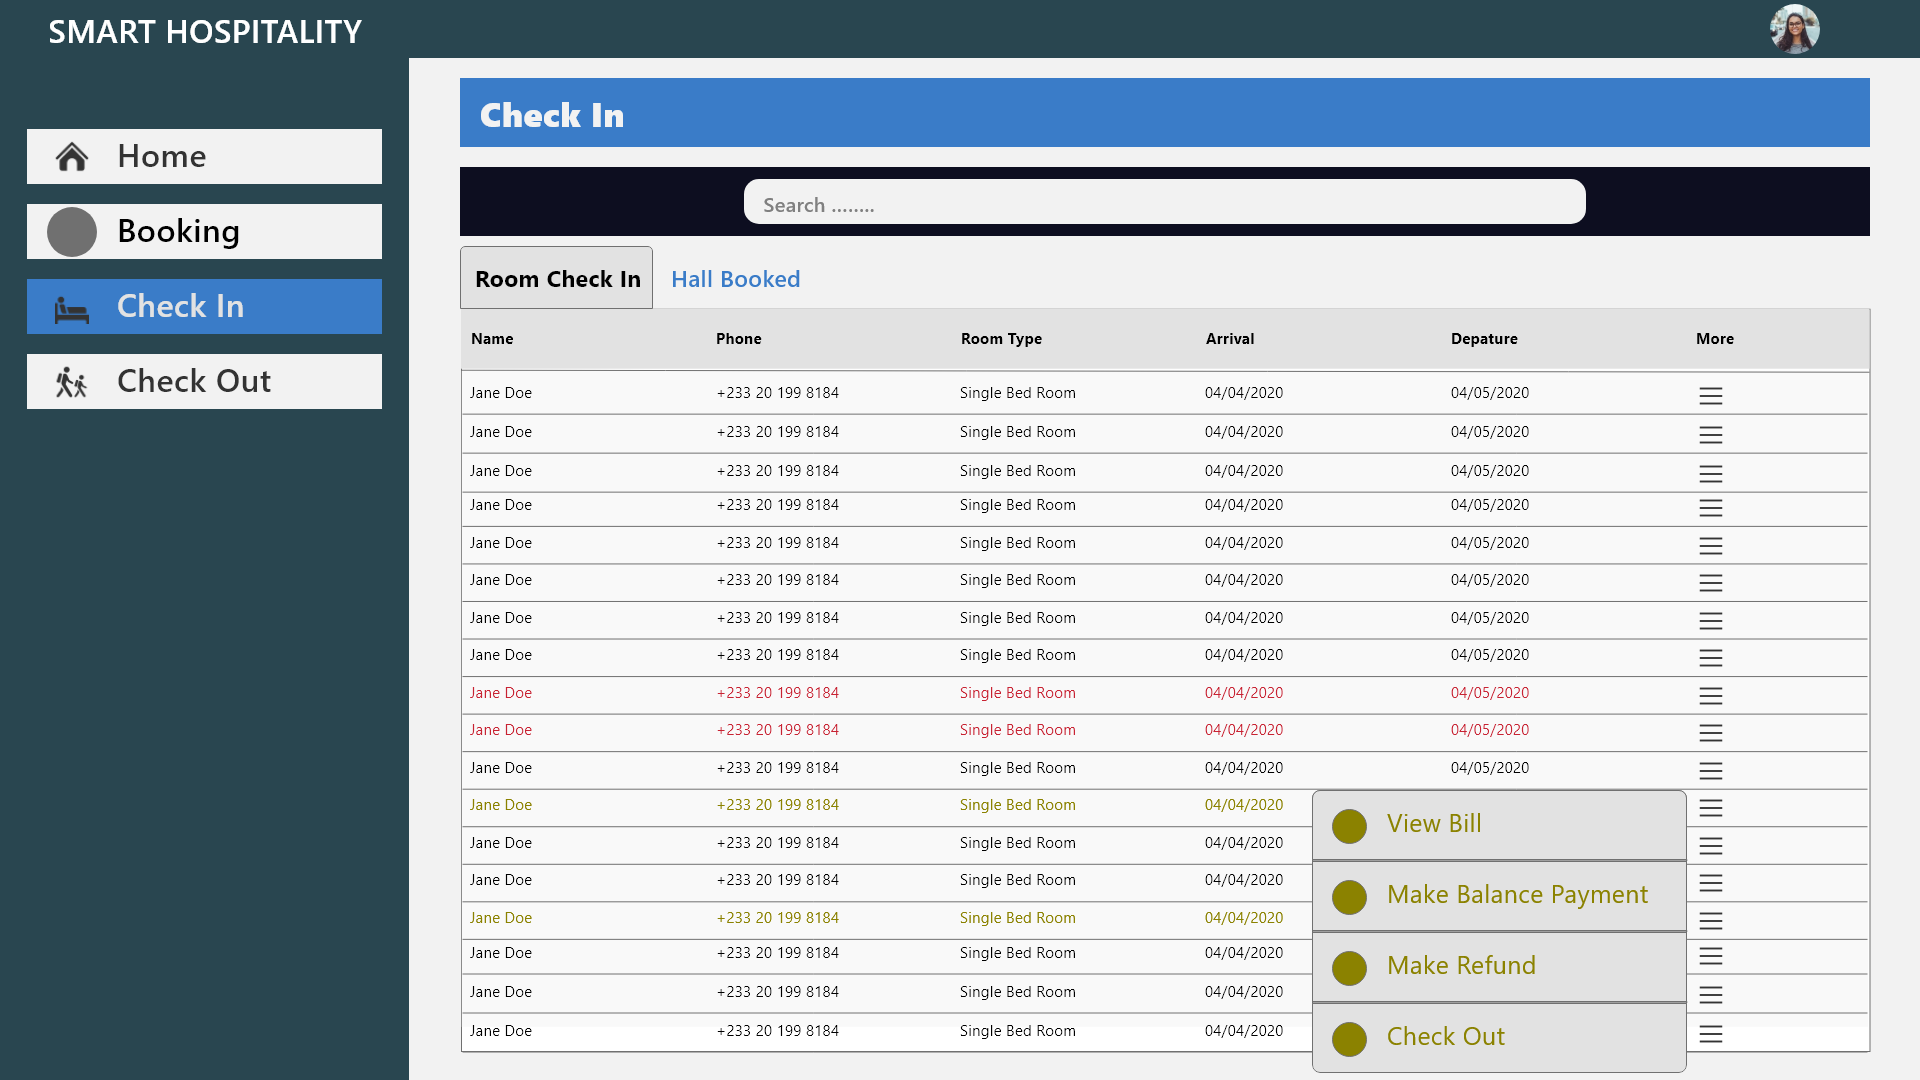 SMART HOSPITALITY
Home
Booking
Check In
Check Out
Check In
Search ........
Room Check In Hall Booked
Name Phone Room Type Arrival Depature More
Jane Doe +233 20 199 8184 Single Bed Room 04/04/2020 04/05/2020
Jane Doe +233 20 199 8184 Single Bed Room 04/04/2020 04/05/2020
Jane Doe +233 20 199 8184 Single Bed Room 04/04/2020 04/05/2020
Jane Doe +233 20 199 8184 Single Bed Room 04/04/2020 04/05/2020
Jane Doe +233 20 199 8184 Single Bed Room 04/04/2020 04/05/2020
Jane Doe +233 20 199 8184 Single Bed Room 04/04/2020 04/05/2020
Jane Doe +233 20 199 8184 Single Bed Room 04/04/2020 04/05/2020
Jane Doe +233 20 199 8184 Single Bed Room 04/04/2020 04/05/2020
Jane Doe +233 20 199 8184 Single Bed Room 04/04/2020 04/05/2020
Jane Doe +233 20 199 8184 Single Bed Room 04/04/2020 04/05/2020
Jane Doe +233 20 199 8184 Single Bed Room 04/04/2020 04/05/2020
Jane Doe +233 20 199 8184 Single Bed Room 04/04/2020
Jane Doe +233 20 199 8184 Single Bed Room 04/04/2020
Jane Doe +233 20 199 8184 Single Bed Room 04/04/2020
Jane Doe +233 20 199 8184 Single Bed Room 04/04/2020
Jane Doe +233 20 199 8184 Single Bed Room 04/04/2020
Jane Doe +233 20 199 8184 Single Bed Room 04/04/2020
Jane Doe +233 20 199 8184 Single Bed Room 04/04/2020
View Bill
Make Balance Payment
Make Refund
Check Out